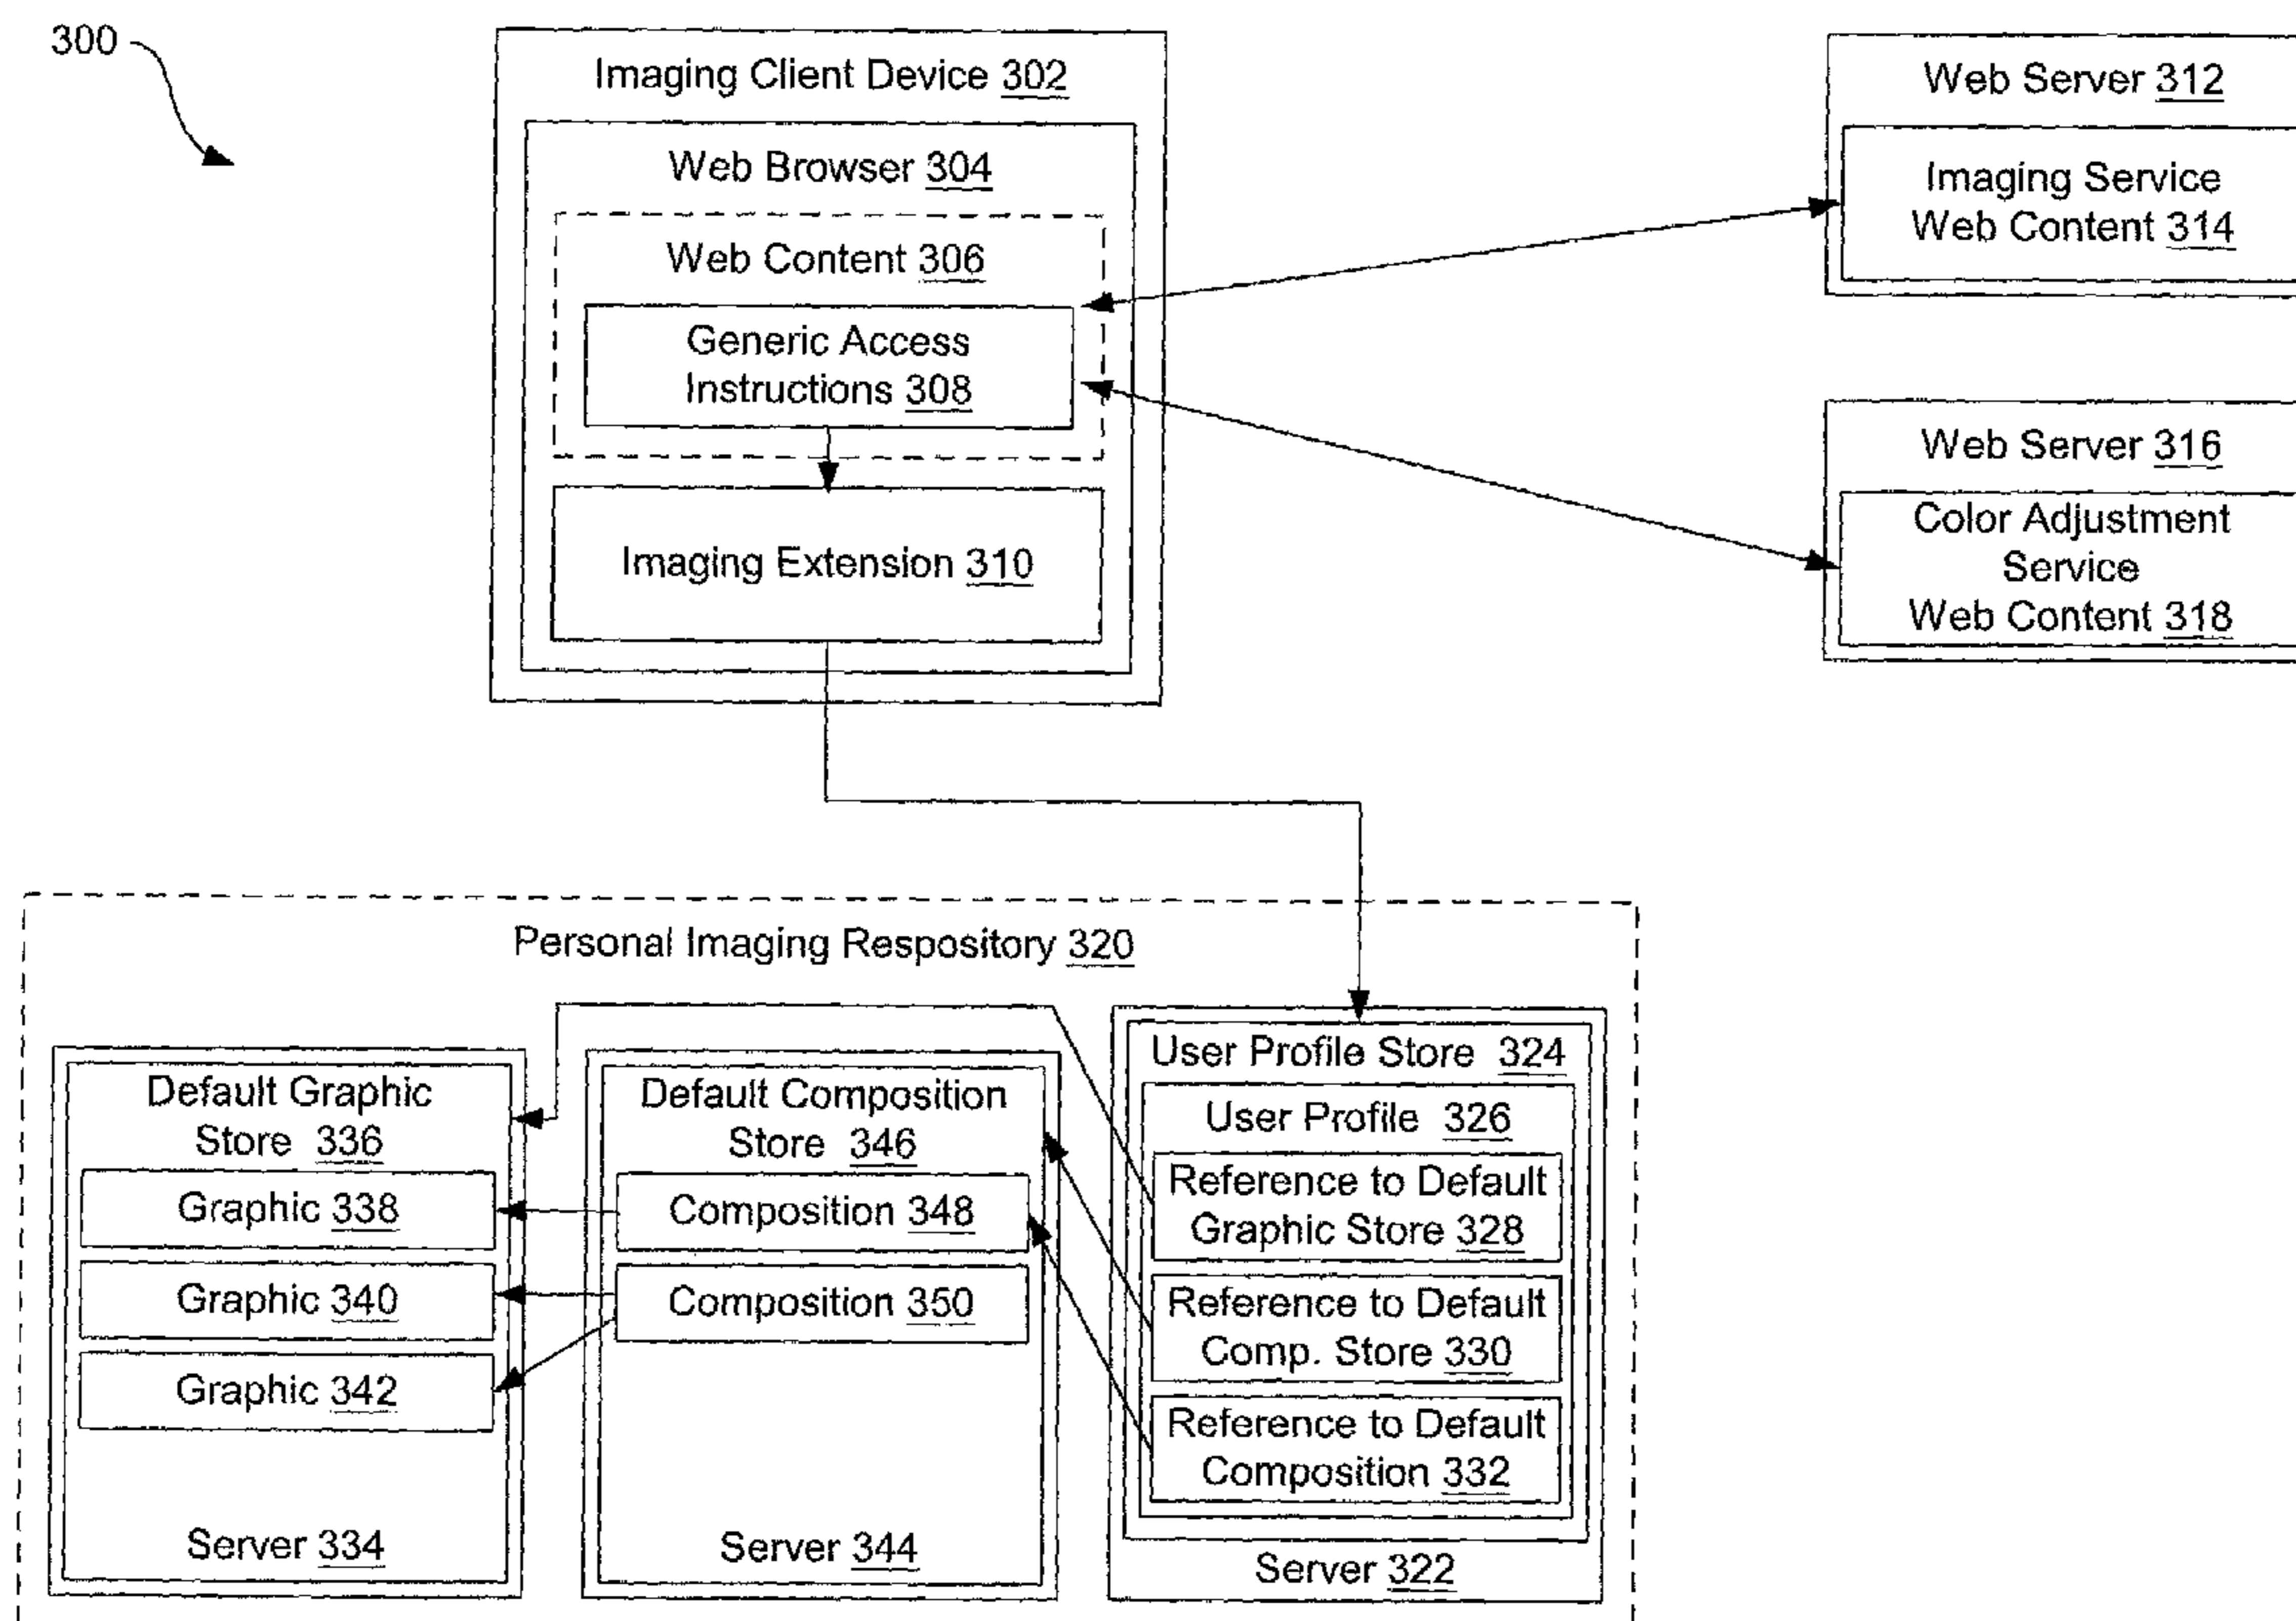 300
Imaging Client Device 302
Web Browser 304
Web Content 306
Generic Access
Instructions 308
Imaging Extension 310
Web Server 312
Imaging Service
Web Content 314
Web Server 316
Color Adjustment
Service
Web Content 318
Personal Imaging Respository 320
Default Graphic
Store 336
Graphic 338
Graphic 340
Graphic 342
Server 334
Default Composition
Store 346
Composition 348
Composition 350
Server 344
User Profile Store 324
User Profile 326
Reference to Default
Graphic Store 328
Reference to Default
Comp. Store 330
Reference to Default
Composition 332
Server 322